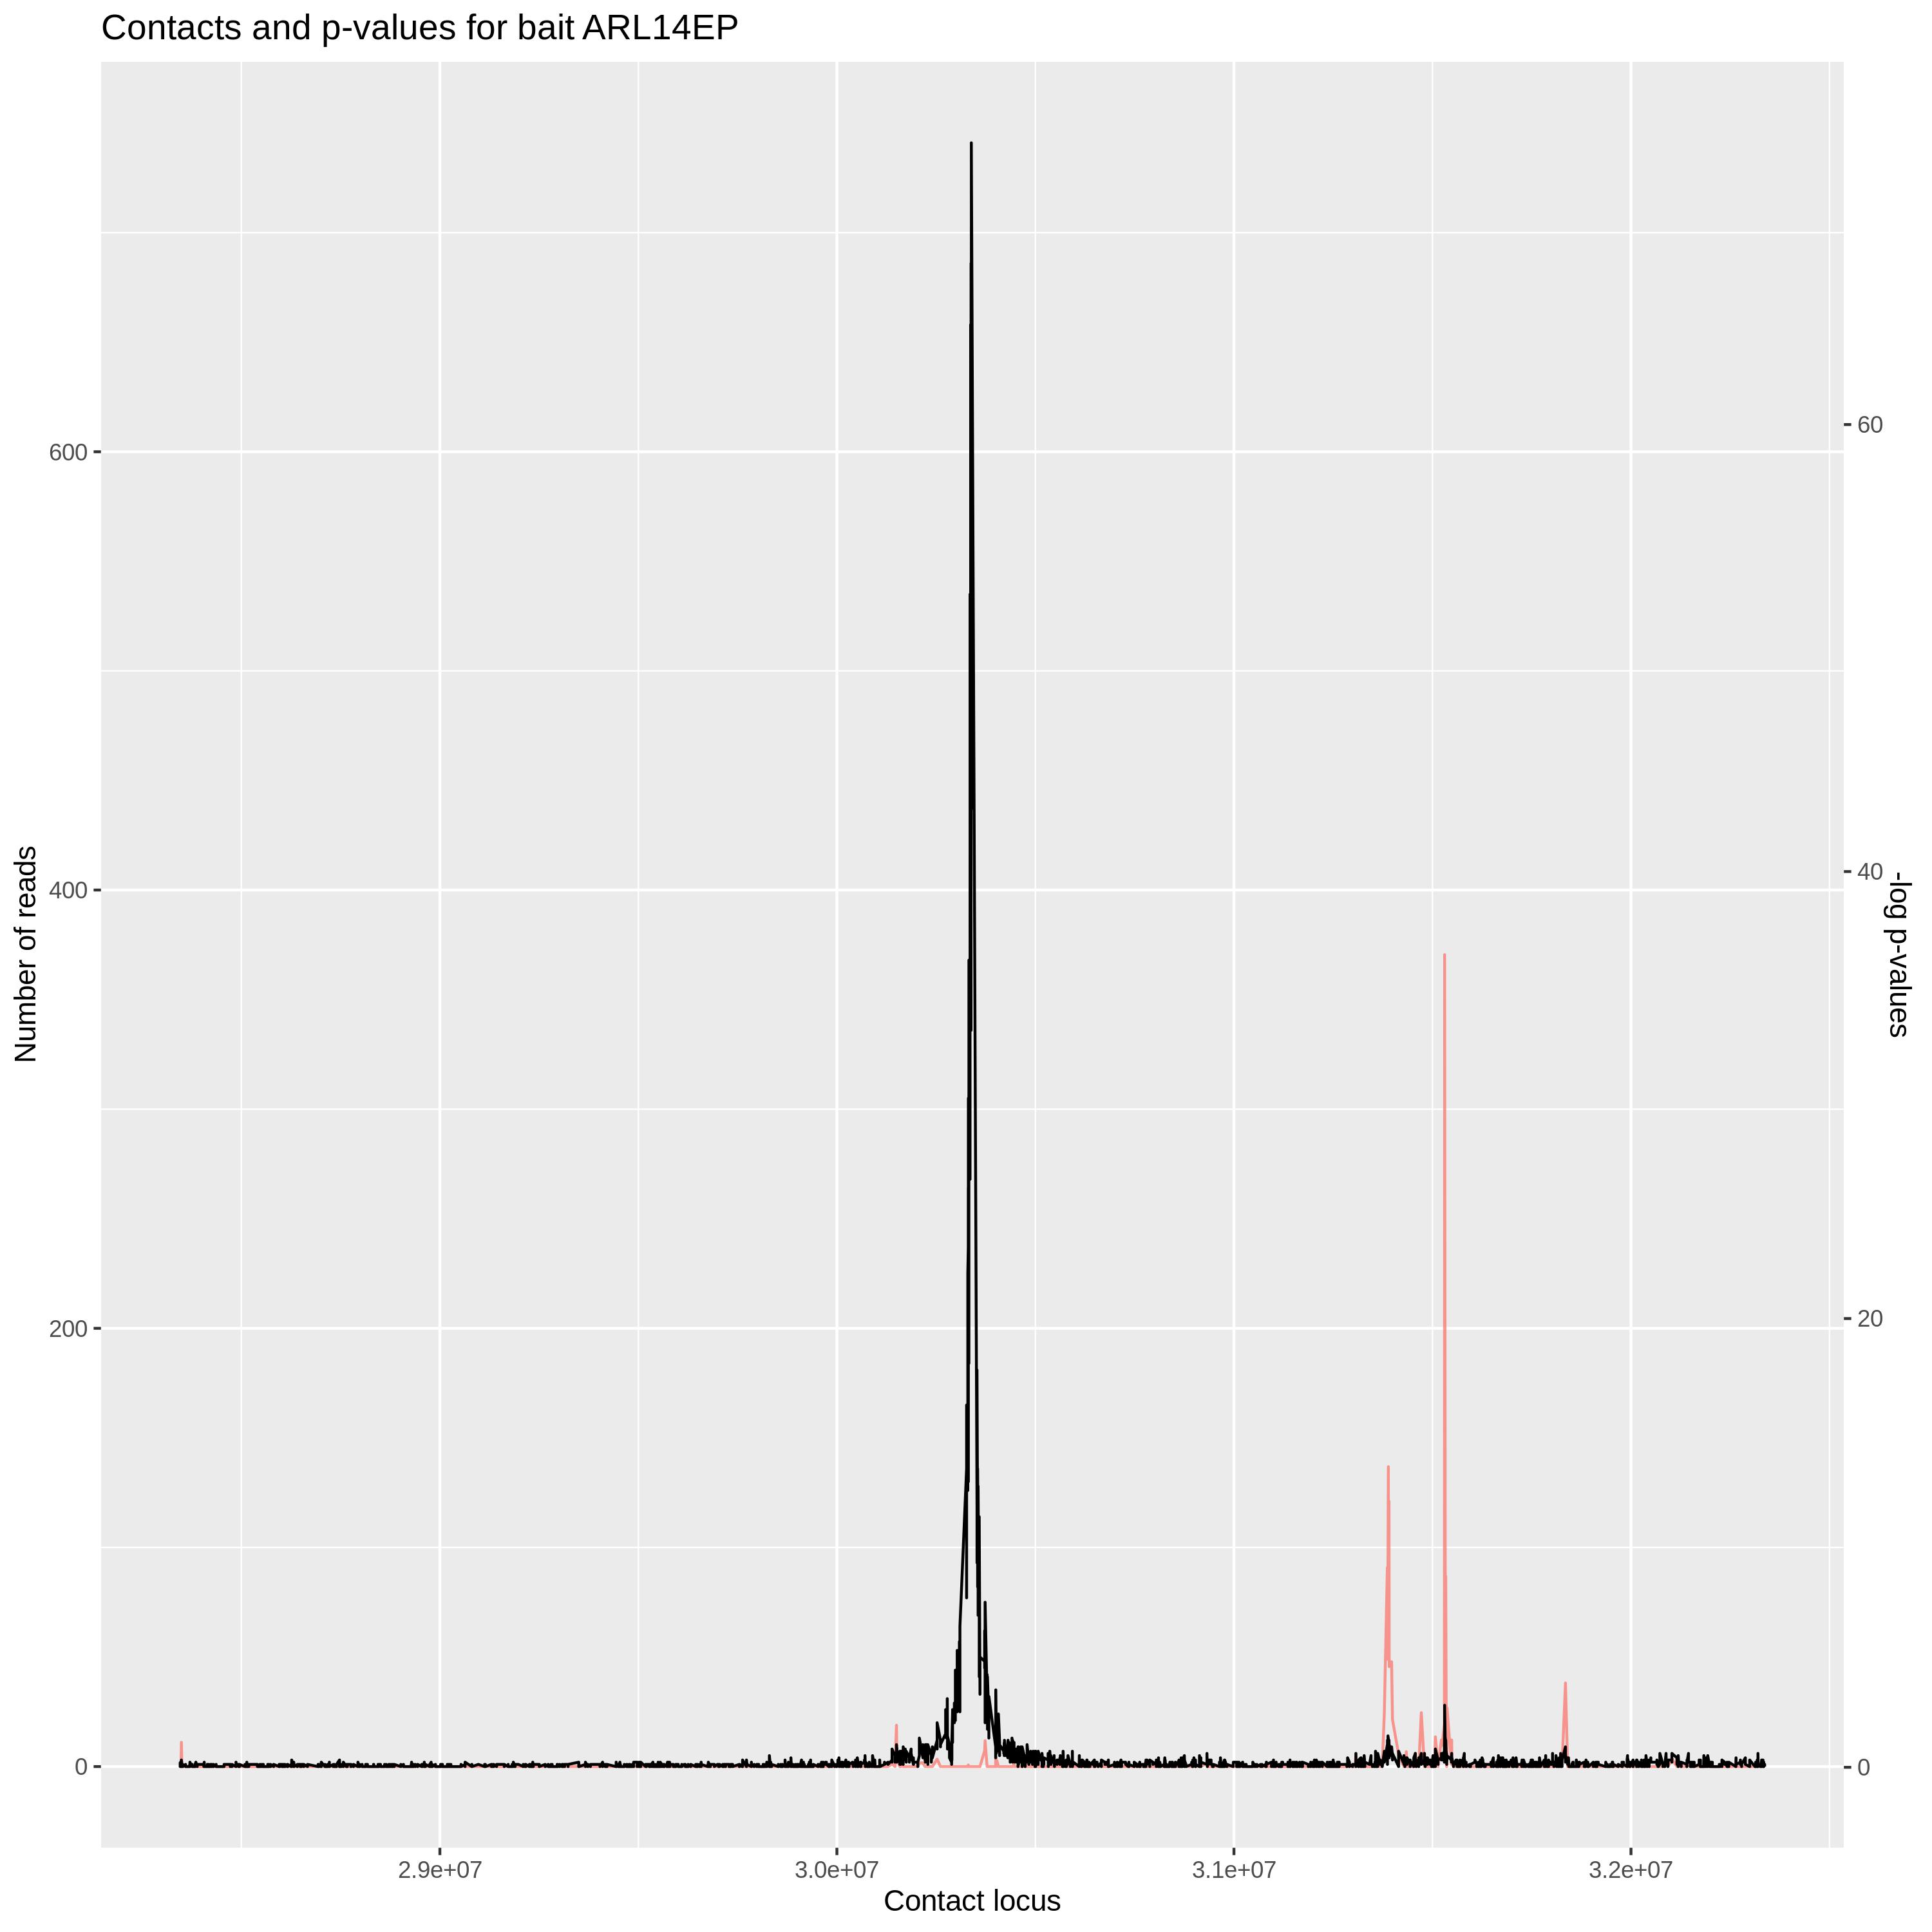 Contacts and p-values for bait ARL14EP
Number of reads
600
400
200
0
60
40
20
0
-log p-values
2.9e+07
3.0e+07
3.1e+07
3.2e+07
Contact locus